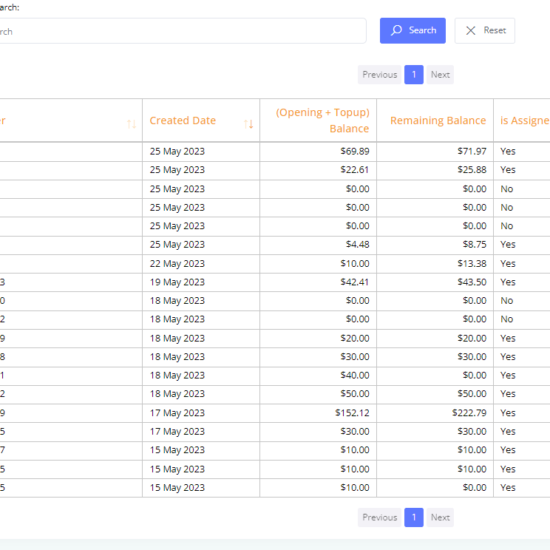 arch:
rch Search Reset
Previous 1 Next
er Created Date (Opening + Topup) Balance Remaining Balance is Assigne
25 May 2023 $69.89 $71.97 Yes
25 May 2023 $22.61 $25.88 Yes
25 May 2023 $0.00 $0.00 No
25 May 2023 $0.00 $0.00 No
25 May 2023 $0.00 $0.00 No
25 May 2023 $4.48 $8.75 Yes
22 May 2023 $10.00 $13.38 Yes
3 19 May 2023 $42.41 $43.50 Yes
0 18 May 2023 $0.00 $0.00 No
2 18 May 2023 $0.00 $0.00 No
9 18 May 2023 $20.00 $20.00 Yes
8 18 May 2023 $30.00 $30.00 Yes
1 18 May 2023 $40.00 $0.00 Yes
2 18 May 2023 $50.00 $50.00 Yes
9 17 May 2023 $152.12 $222.79 Yes
5 17 May 2023 $30.00 $30.00 Yes
7 15 May 2023 $10.00 $10.00 Yes
5 15 May 2023 $10.00 $10.00 Yes
5 15 May 2023 $10.00 $0.00 Yes
Previous 1 Next